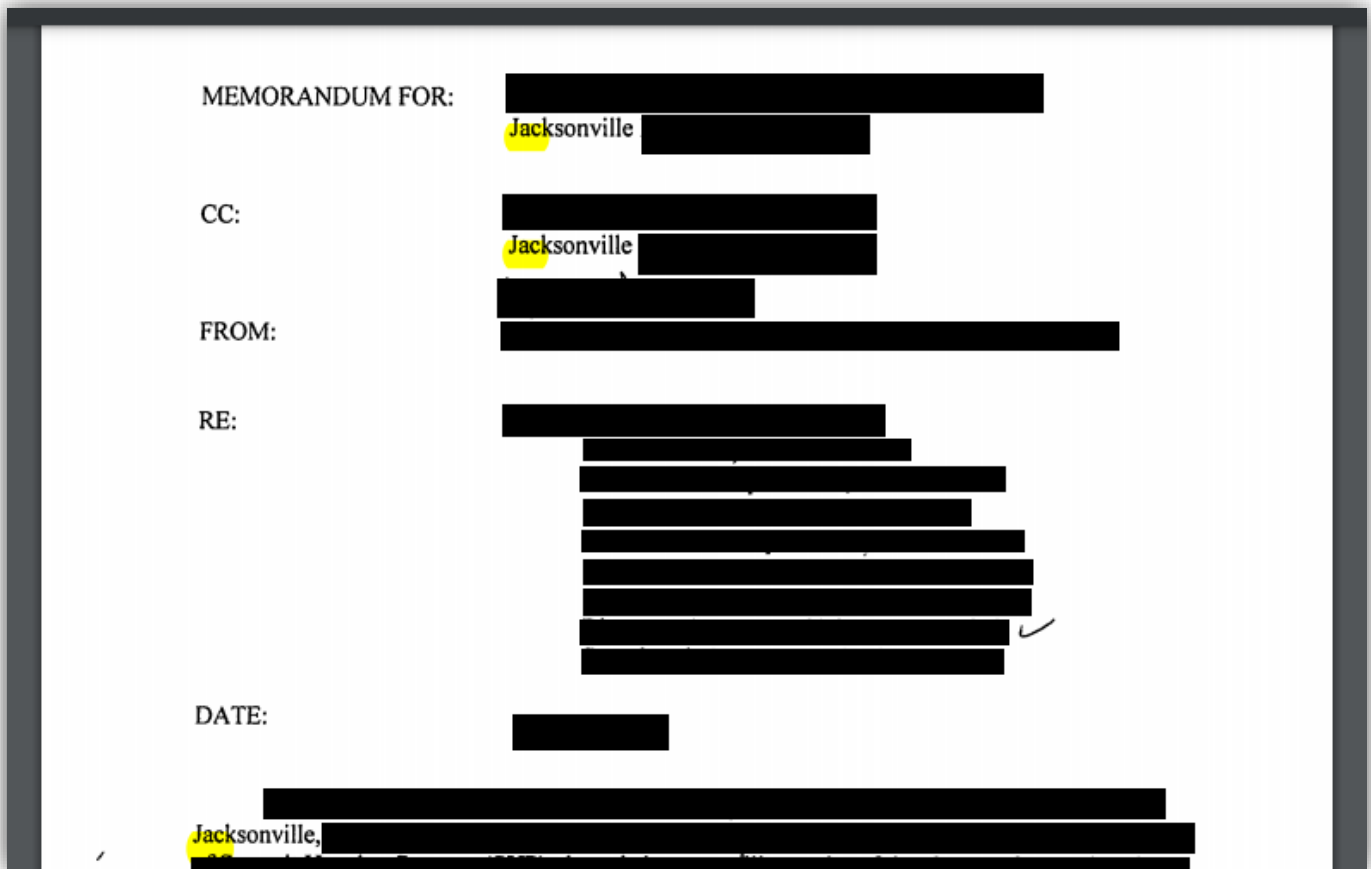 MEMORANDUM FOR:
Jacksonville
CC:
Jacksonville
FROM:
RE:
DATE:
Jacksonville,